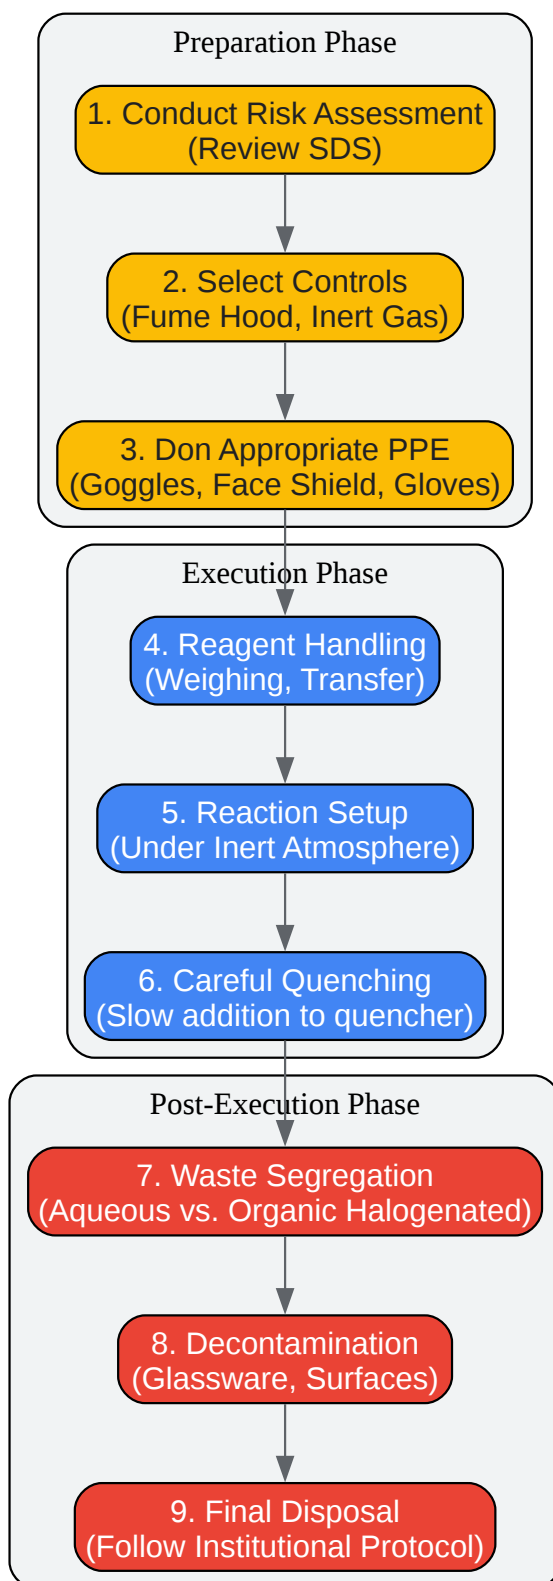 Preparation Phase
1. Conduct Risk Assessment
(Review SDS)
2. Select Controls
(Fume Hood, Inert Gas)
3. Don Appropriate PPE
(Goggles, Face Shield, Gloves)
Execution Phase
4. Reagent Handling
(Weighing, Transfer)
5. Reaction Setup
(Under Inert Atmosphere)
6. Careful Quenching
(Slow addition to quencher)
Post-Execution Phase
7. Waste Segregation
(Aqueous vs. Organic Halogenated)
8. Decontamination
(Glassware, Surfaces)
9. Final Disposal
(Follow Institutional Protocol)